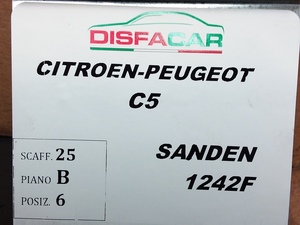 DISFACAR
CITROEN-PEUGEOT
C5
SCAFF. 25
PIANO B
POSIZ. 6
SANDEN
1242F